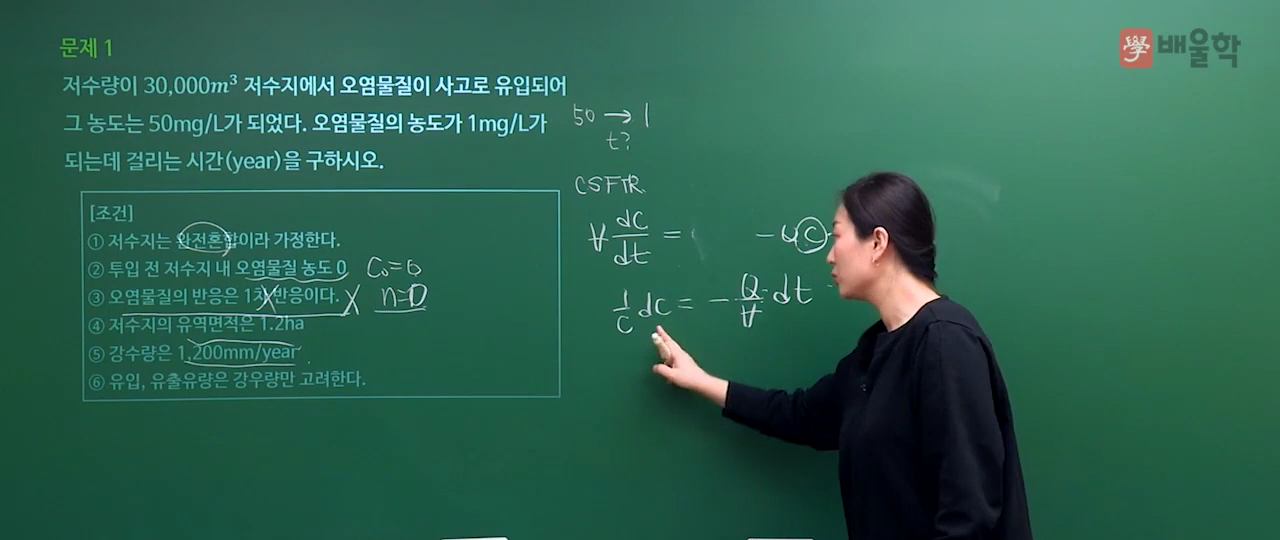 문제 1
學 배울학
저수량이 30,000m³ 저수지에서 오염물질이 사고로 유입되어
그 농도는 50mg/L가 되었다. 오염물질의 농도가 1mg/L가
되는데 걸리는 시간(year)을 구하시오.
50 → 1
t?
[조건]
① 저수지는 완전혼합이라 가정한다.
② 투입 전 저수지 내 오염물질 농도 0 C₀=0
③ 오염물질의 반응은 1차 반응이다. X n=0
④ 저수지의 유역면적은 1.2ha
⑤ 강수량은 1,200mm/year
⑥ 유입, 유출유량은 강우량만 고려한다.
CSFTR
∀ dC/dt = - QC
1/C dC = - Q/∀ · dt